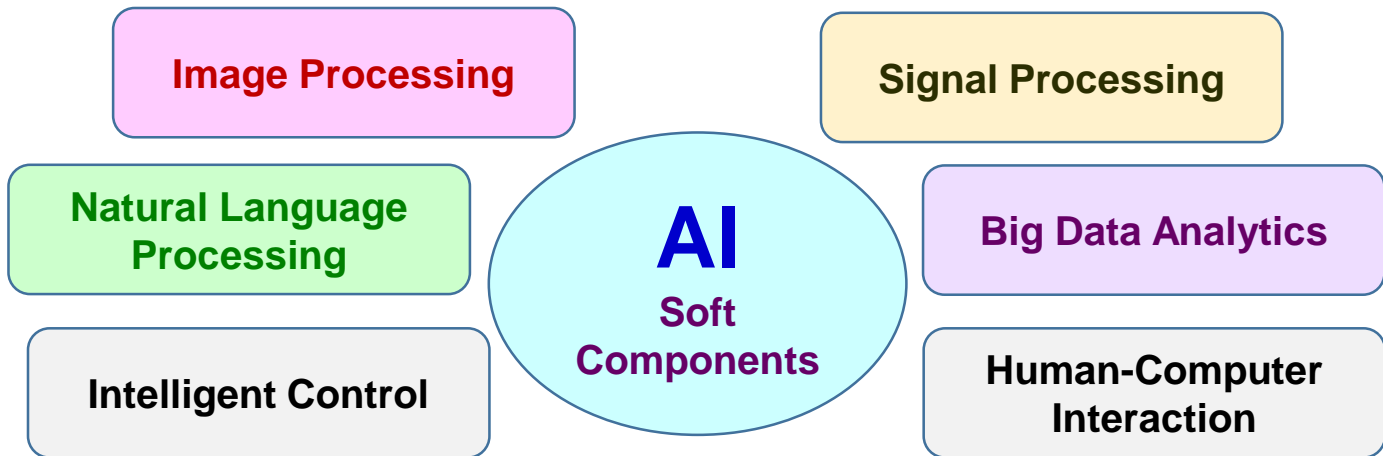 Image Processing
Signal Processing
Natural Language
Processing
AI
Soft
Components
Big Data Analytics
Intelligent Control
Human-Computer
Interaction